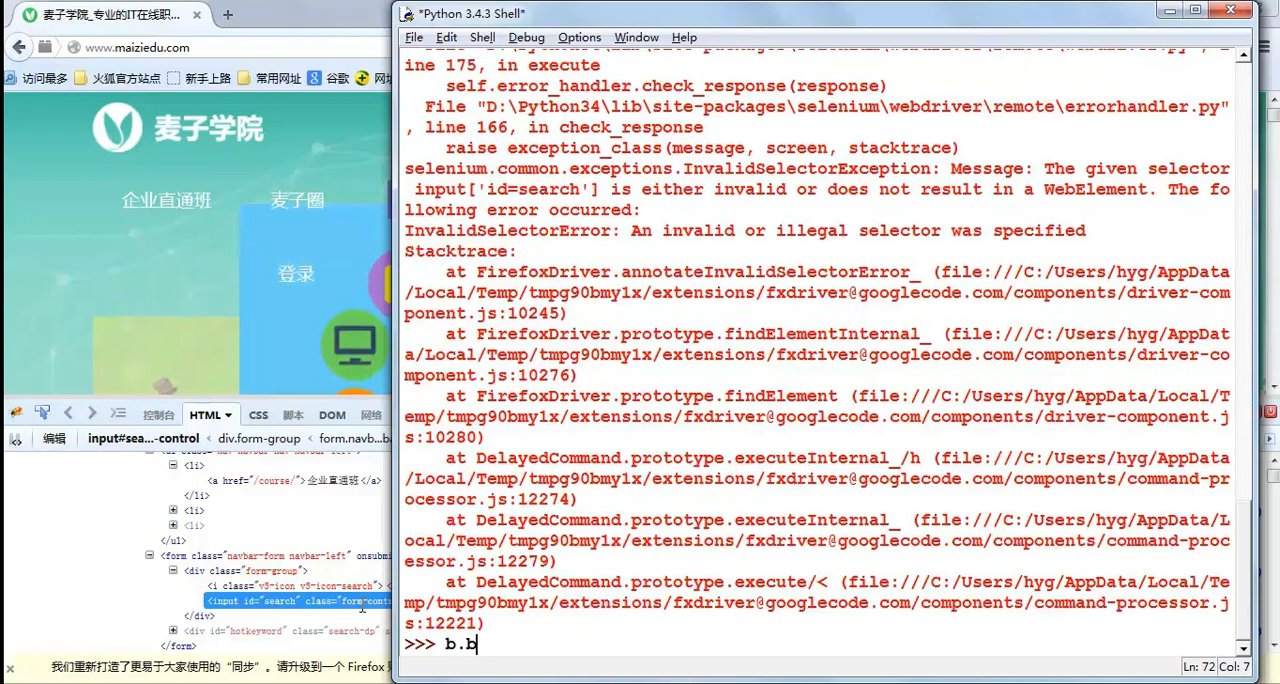 麦子学院_专业的IT在线职...
www.maiziedu.com
访问最多 火狐官方站点 新手上路 常用网址 谷歌
麦子学院
企业直通班 麦子圈
登录
控制台 HTML CSS 脚本 DOM 网络
编辑 input#sea...-control < div.form-group < form.navb...
<li>
<a href="/course/">企业直通班</a>
</li>
<li>
<li>
</ul>
<form class="navbar-form navbar-left" onsubmi
<div class="form-group">
<i class="v5-icon v5-icon-search">
<input id="search" class="form-cont
</div>
<div id="hotkeyword" class="search-dp"
</form>
我们重新打造了更易于大家使用的“同步”。请升级到一个 Firefox
*Python 3.4.3 Shell*
File Edit Shell Debug Options Window Help
ine 175, in execute
self.error_handler.check_response(response)
File "D:\Python34\lib\site-packages\selenium\webdriver\remote\errorhandler.py"
, line 166, in check_response
raise exception_class(message, screen, stacktrace)
selenium.common.exceptions.InvalidSelectorException: Message: The given selector
input['id=search'] is either invalid or does not result in a WebElement. The fo
llowing error occurred:
InvalidSelectorError: An invalid or illegal selector was specified
Stacktrace:
at FirefoxDriver.annotateInvalidSelectorError_ (file:///C:/Users/hyg/AppData
/Local/Temp/tmpg90bmy1x/extensions/fxdriver@googlecode.com/components/driver-com
ponent.js:10245)
at FirefoxDriver.prototype.findElementInternal_ (file:///C:/Users/hyg/AppDat
a/Local/Temp/tmpg90bmy1x/extensions/fxdriver@googlecode.com/components/driver-co
mponent.js:10276)
at FirefoxDriver.prototype.findElement (file:///C:/Users/hyg/AppData/Local/T
emp/tmpg90bmy1x/extensions/fxdriver@googlecode.com/components/driver-component.j
s:10280)
at DelayedCommand.prototype.executeInternal_/h (file:///C:/Users/hyg/AppData
/Local/Temp/tmpg90bmy1x/extensions/fxdriver@googlecode.com/components/command-pr
ocessor.js:12274)
at DelayedCommand.prototype.executeInternal_ (file:///C:/Users/hyg/AppData/L
ocal/Temp/tmpg90bmy1x/extensions/fxdriver@googlecode.com/components/command-proc
essor.js:12279)
at DelayedCommand.prototype.execute/< (file:///C:/Users/hyg/AppData/Local/Te
mp/tmpg90bmy1x/extensions/fxdriver@googlecode.com/components/command-processor.j
s:12221)
>>> b.b
Ln: 72 Col: 7